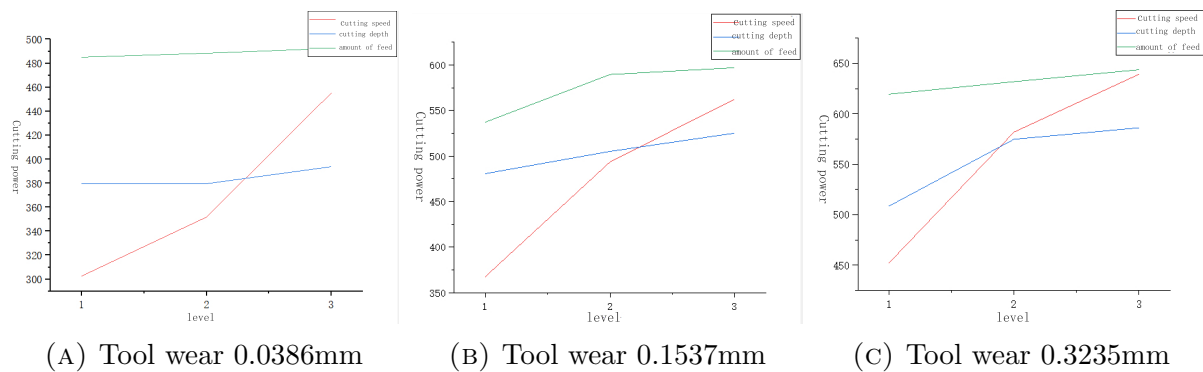 Cutting speed
cutting depth
amount of feed
500
480
460
440
420
400
380
360
340
320
300
Cutting power
1 2 3
level
(A) Tool wear 0.0386mm
Cutting speed
cutting depth
amount of feed
600
550
500
450
400
350
Cutting power
1 2 3
level
(B) Tool wear 0.1537mm
Cutting speed
cutting depth
amount of feed
650
600
550
500
450
Cutting power
1 2 3
level
(C) Tool wear 0.3235mm